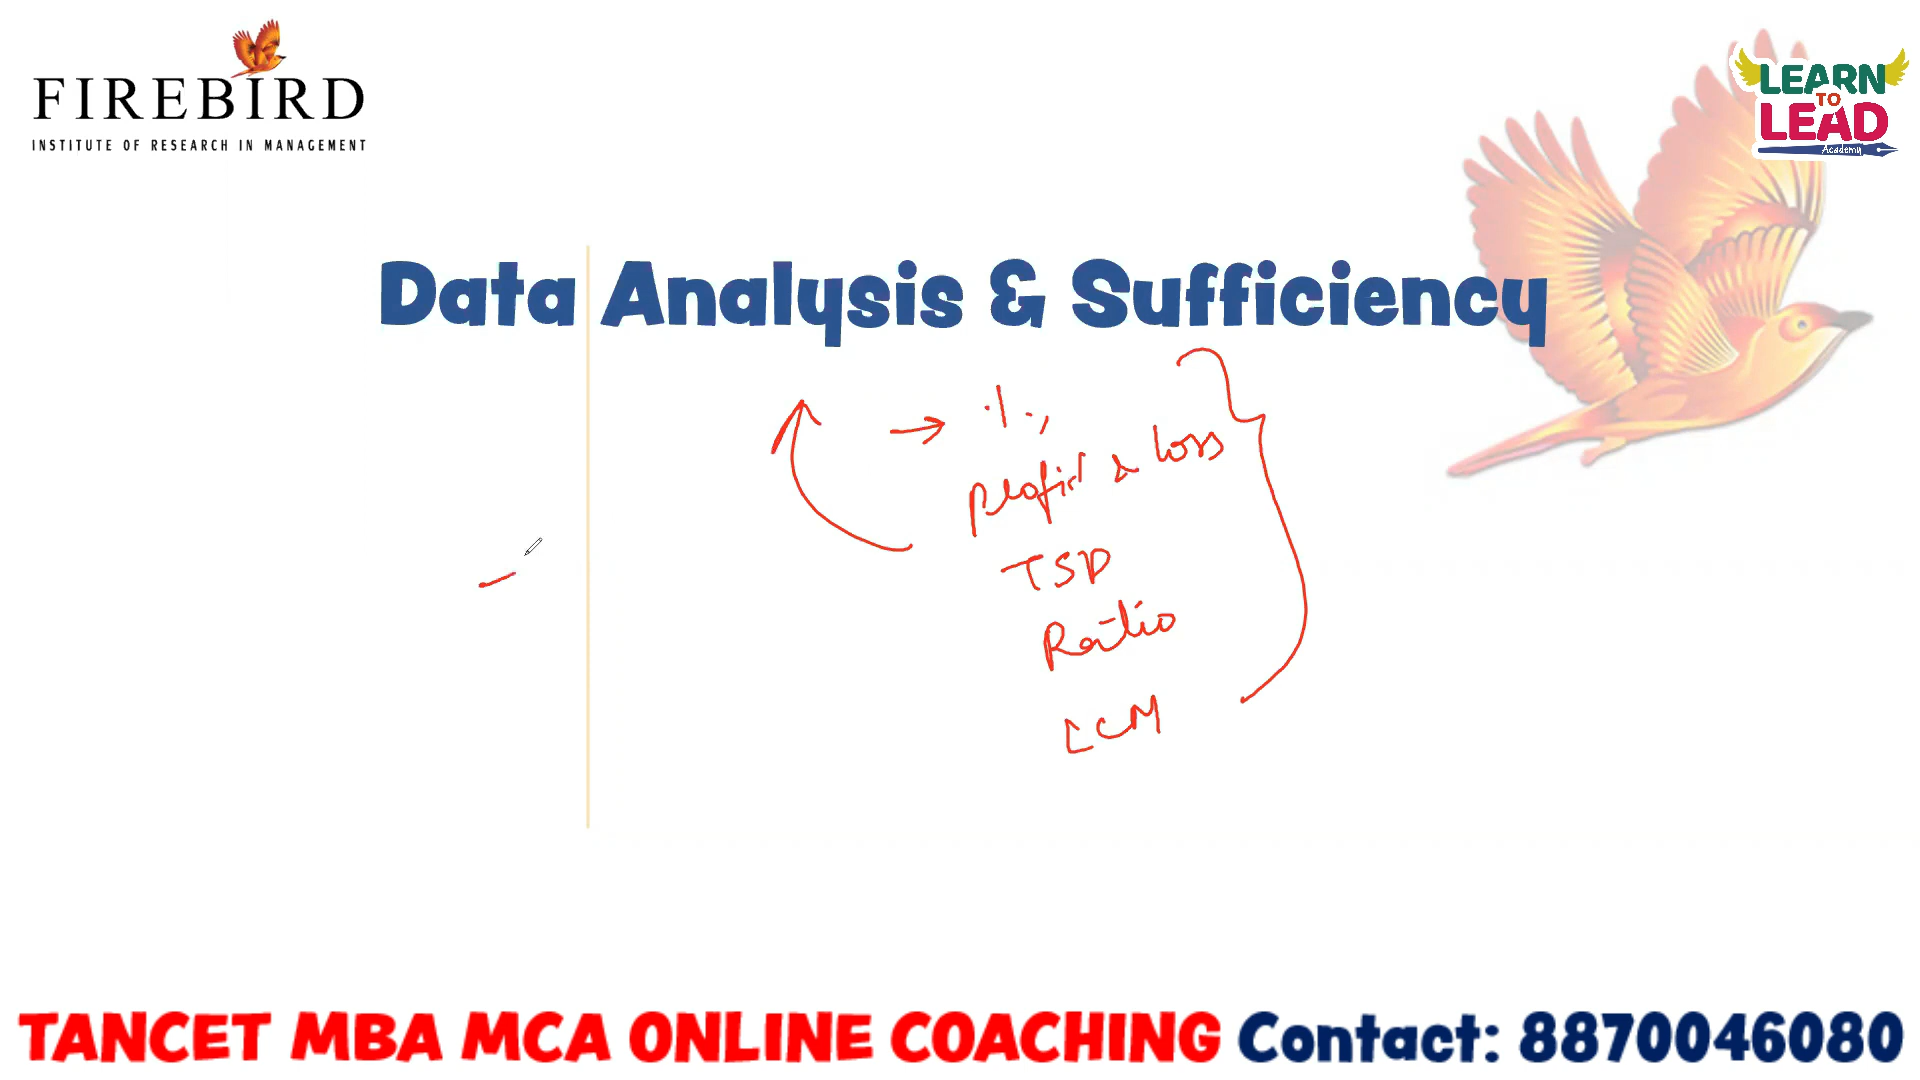 FIREBIRD
INSTITUTE OF RESEARCH IN MANAGEMENT
LEARN
TO
LEAD
Academy
Data Analysis & Sufficiency
→ %,
Profit & Loss
TSD
Ratio
LCM
TANCET MBA MCA ONLINE COACHING Contact: 8870046080